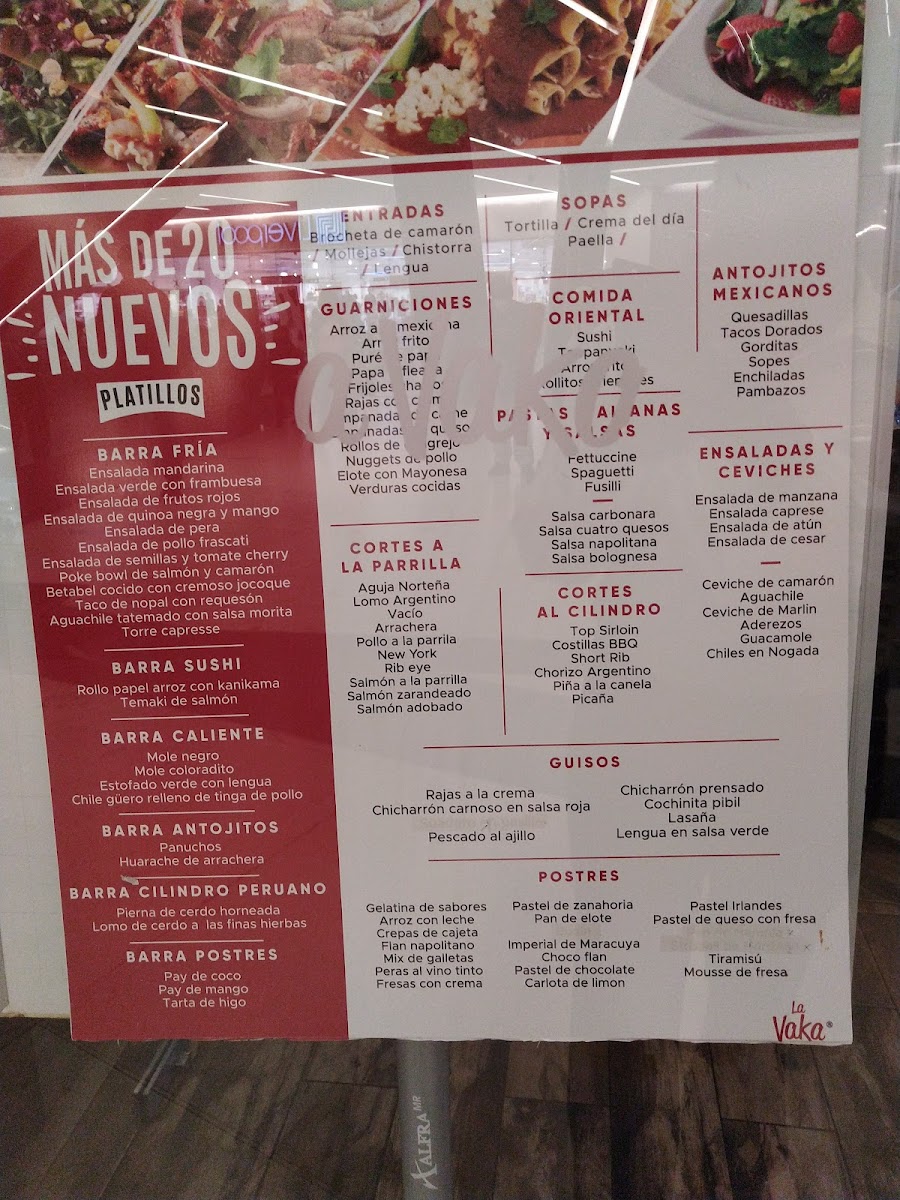 MÁS DE 20
NUEVOS
PLATILLOS
BARRA FRÍA
Ensalada mandarina
Ensalada verde con frambuesa
Ensalada de frutos rojos
Ensalada de quinoa negra y mango
Ensalada de pera
Ensalada de pollo frascati
Ensalada de semillas y tomate cherry
Poke bowl de salmón y camarón
Betabel cocido con cremoso jocoque
Taco de nopal con requesón
Aguachile tatemado con salsa morita
Torre capresse
BARRA SUSHI
Rollo papel arroz con kanikama
Temaki de salmón
BARRA CALIENTE
Mole negro
Mole coloradito
Estofado verde con lengua
Chile güero relleno de tinga de pollo
BARRA ANTOJITOS
Panuchos
Huarache de arrachera
BARRA CILINDRO PERUANO
Pierna de cerdo horneada
Lomo de cerdo a las finas hierbas
BARRA POSTRES
Pay de coco
Pay de mango
Tarta de higo
ENTRADAS
Brocheta de camarón
/ Mollejas / Chistorra
/ Lengua
GUARNICIONES
Arroz a
frito
Puré de
Papa
Frijoles
Rajas
Rollos de
Nuggets de pollo
Elote con Mayonesa
Verduras cocidas
CORTES A
LA PARRILLA
Aguja Norteña
Lomo Argentino
Vacío
Arrachera
Pollo a la parrila
New York
Rib eye
Salmón a la parrilla
Salmón zarandeado
Salmón adobado
SOPAS
Tortilla / Crema del día
Paella /
COMIDA
ORIENTAL
Sushi
Y SALSAS
Fettuccine
Spaguetti
Fusilli
Salsa carbonara
Salsa cuatro quesos
Salsa napolitana
Salsa bolognesa
CORTES
AL CILINDRO
Top Sirloin
Costillas BBQ
Short Rib
Chorizo Argentino
Piña a la canela
Picaña
ANTOJITOS
MEXICANOS
Quesadillas
Tacos Dorados
Gorditas
Sopes
Enchiladas
Pambazos
ENSALADAS Y
CEVICHES
Ensalada de manzana
Ensalada caprese
Ensalada de atún
Ensalada de cesar
Ceviche de camarón
Aguachile
Ceviche de Marlin
Aderezos
Guacamole
Chiles en Nogada
GUISOS
Rajas a la crema
Chicharrón carnoso en salsa roja
Pescado al ajillo
Chicharrón prensado
Cochinita pibil
Lasaña
Lengua en salsa verde
POSTRES
Gelatina de sabores
Arroz con leche
Crepas de cajeta
Flan napolitano
Mix de galletas
Peras al vino tinto
Fresas con crema
Pastel de zanahoria
Pan de elote
Imperial de Maracuya
Choco flan
Pastel de chocolate
Carlota de limon
Pastel Irlandes
Pastel de queso con fresa
Tiramisú
Mousse de fresa
La
Vaka®
ALFRA MR